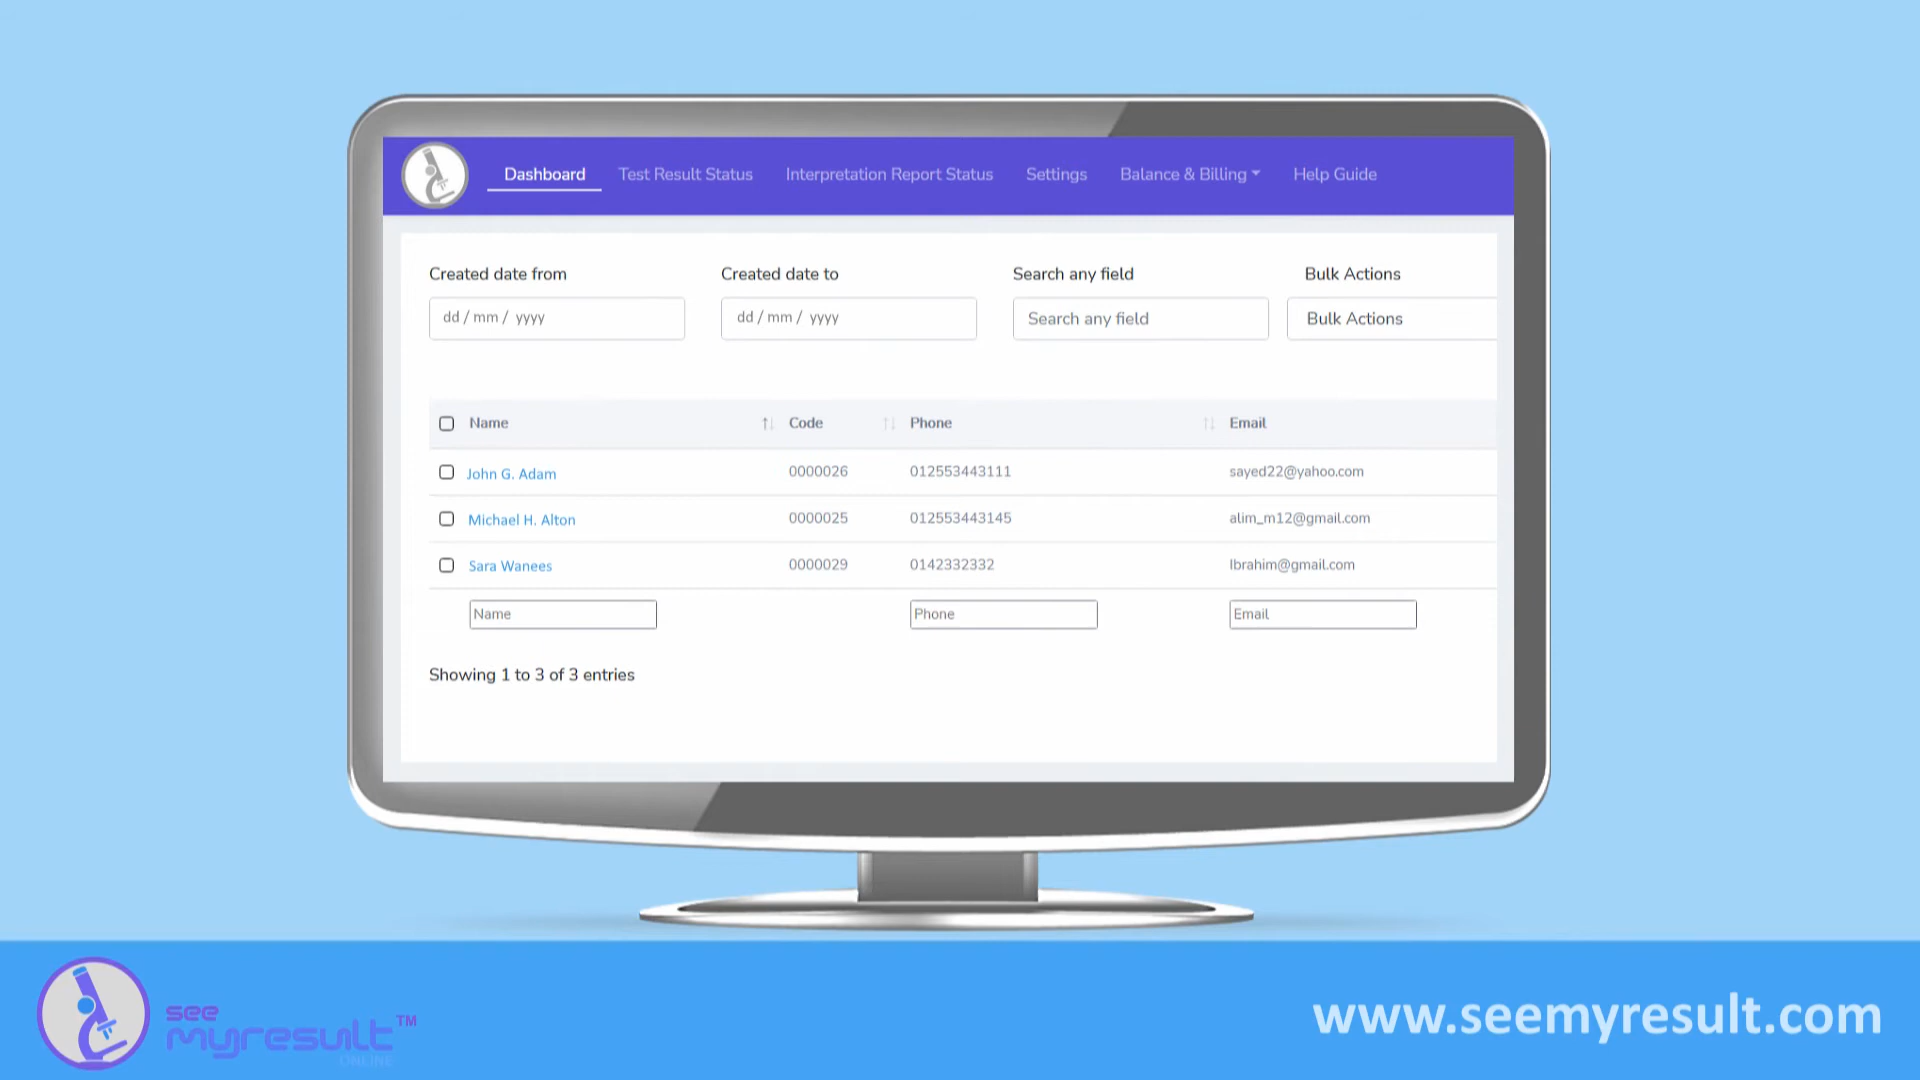 Dashboard Test Result Status Interpretation Report Status Settings Balance & Billing Help Guide
Created date from Created date to Search any field Bulk Actions
dd / mm / yyyy dd / mm / yyyy Search any field Bulk Actions
Name Code Phone Email
John G. Adam 0000026 012553443111 sayed22@yahoo.com
Michael H. Alton 0000025 012553443145 alim_m12@gmail.com
Sara Wanees 0000029 0142332332 Ibrahim@gmail.com
Name Phone Email
Showing 1 to 3 of 3 entries
see
myresult™
ONLINE
www.seemyresult.com